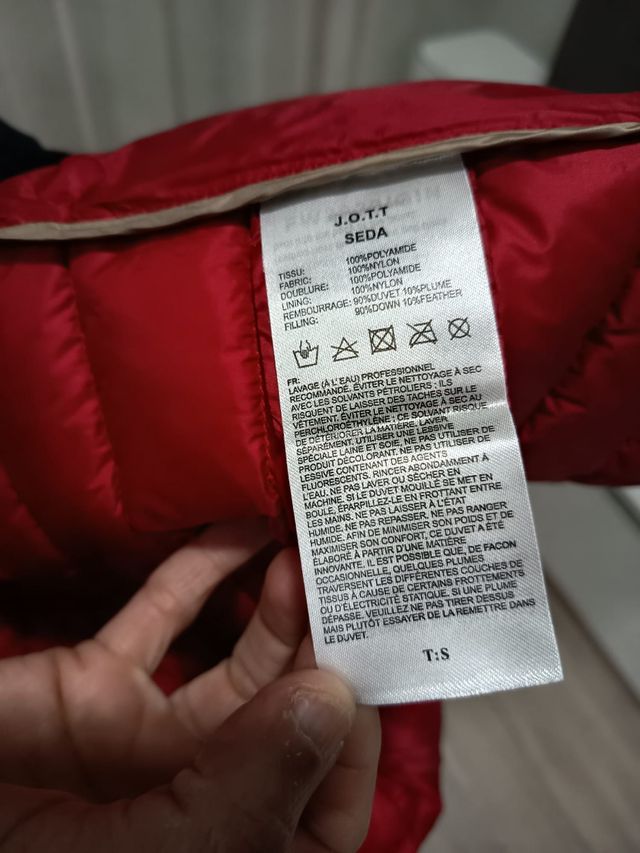 J.O.T.T
SEDA
TISSU: 100%POLYAMIDE
FABRIC: 100%NYLON
DOUBLURE: 100%POLYAMIDE
LINING: 100%NYLON
REMBOURRAGE: 90%DUVET 10%PLUME
FILLING: 90%DOWN 10%FEATHER
FR:
LAVAGE (À L'EAU) PROFESSIONNEL
RECOMMANDÉ. ÉVITER LE NETTOYAGE À SEC
AVEC LES SOLVANTS PÉTROLIERS : ILS
RISQUENT DE LAISSER DES TACHES SUR LE
VÊTEMENT. ÉVITER LE NETTOYAGE À SEC AU
PERCHLOROETHYLÈNE : CE SOLVANT RISQUE
DE DÉTÉRIORER LA MATIÈRE. LAVER
SÉPARÉMENT. UTILISER UNE LESSIVE
SPÉCIALE LAINE ET SOIE, NE PAS UTILISER DE
PRODUIT DÉCOLORANT. NE PAS UTILISER DE
LESSIVE CONTENANT DES AGENTS
FLUORESCENTS. RINCER ABONDAMMENT À
L'EAU, NE PAS LAVER OU SÉCHER EN
MACHINE. SI LE DUVET MOUILLÉ SE MET EN
BOULE, ÉPARPILLEZ-LE EN FROTTANT ENTRE
LES MAINS, NE PAS LAISSER À L'ÉTAT
HUMIDE, NE PAS REPASSER. NE PAS RANGER
HUMIDE. AFIN DE MINIMISER SON POIDS ET DE
MAXIMISER SON CONFORT, CE DUVET A ÉTÉ
ÉLABORÉ À PARTIR D'UNE MATIÈRE
INNOVANTE. IL EST POSSIBLE QUE, DE FACON
OCCASIONNELLE, QUELQUES PLUMES
TRAVERSENT LES DIFFÉRENTES COUCHES DE
TISSUS À CAUSE DE CERTAINS FROTTEMENTS
OU D'ÉLECTRICITÉ STATIQUE. SI UNE PLUME
DÉPASSE. VEUILLEZ NE PAS TIRER DESSUS
MAIS PLUTÔT ESSAYER DE LA REMETTRE DANS
LE DUVET.
T:S